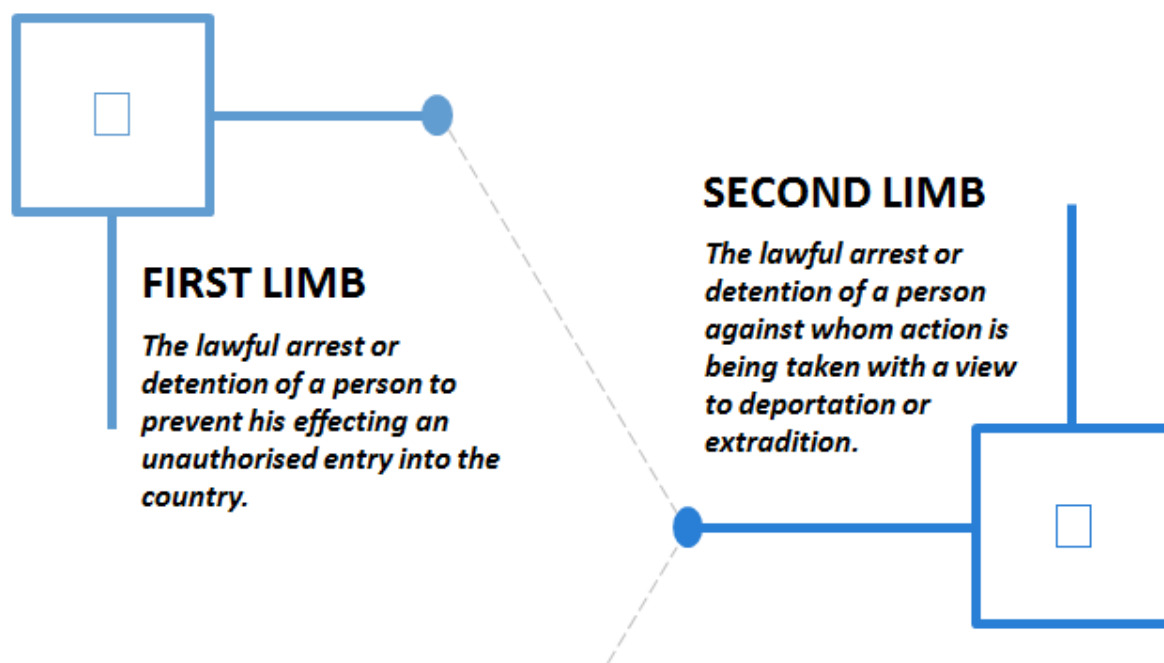 FIRST LIMB
The lawful arrest or
detention of a person to
prevent his effecting an
unauthorised entry into the
country.
SECOND LIMB
The lawful arrest or
detention of a person
against whom action is
being taken with a view
to deportation or
extradition.